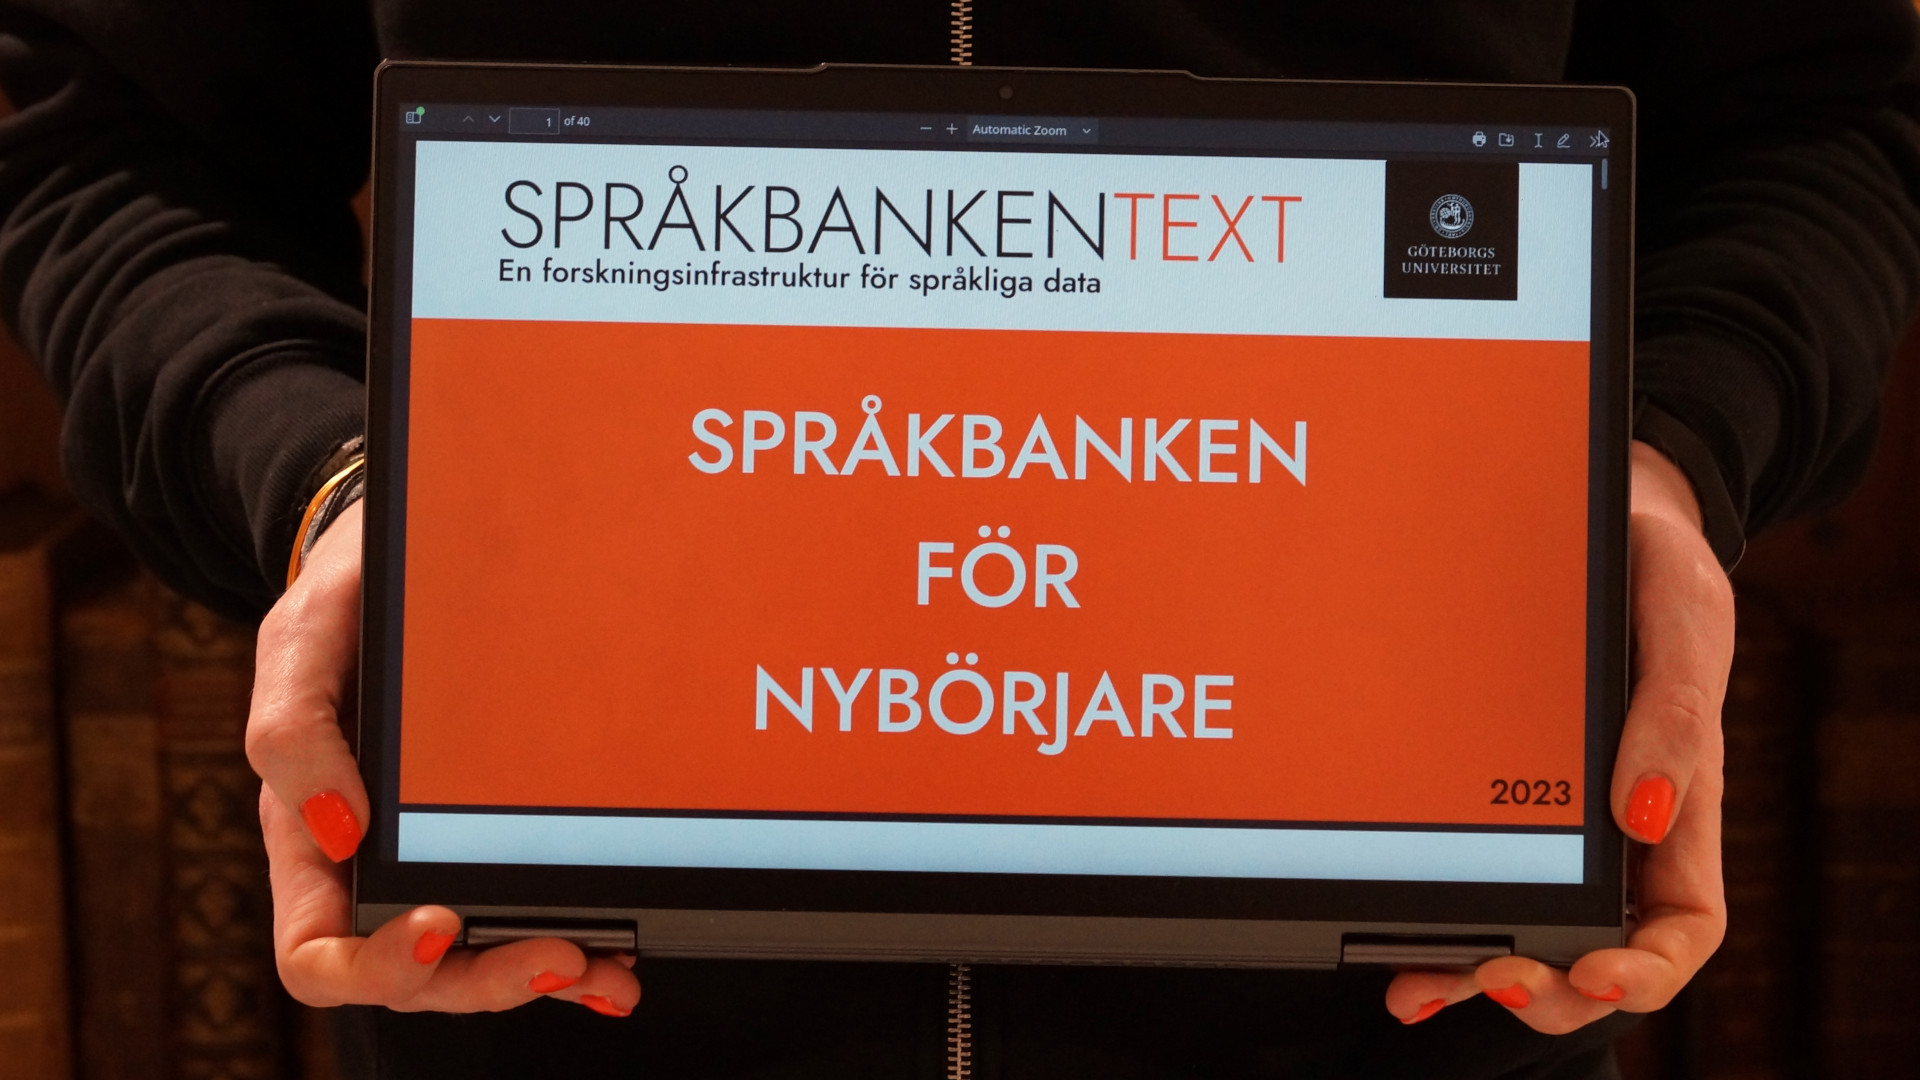 1 of 40
Automatic Zoom
SPRÅKBANKENTEXT
En forskningsinfrastruktur för språkliga data
GÖTEBORGS
UNIVERSITET
SPRÅKBANKEN
FÖR
NYBÖRJARE
2023